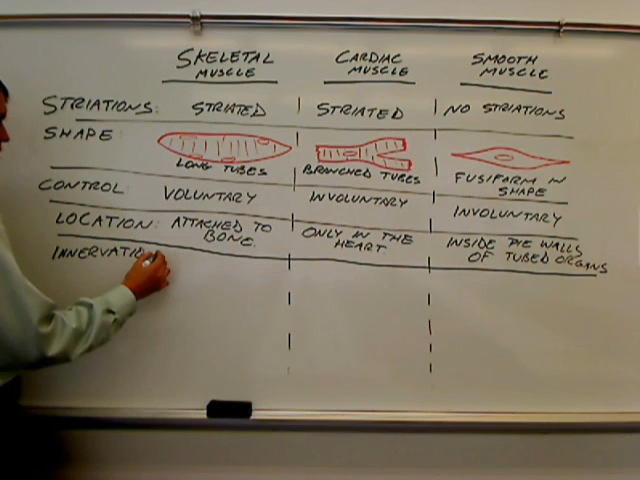 SKELETAL MUSCLE CARDIAC MUSCLE SMOOTH MUSCLE
STRIATIONS: STRIATED STRIATED NO STRIATIONS
SHAPE: LONG TUBES BRANCHED TUBES FUSIFORM IN SHAPE
CONTROL: VOLUNTARY INVOLUNTARY INVOLUNTARY
LOCATION: ATTACHED TO BONE. ONLY IN THE HEART. INSIDE THE WALLS OF TUBED ORGANS
INNERVATIO